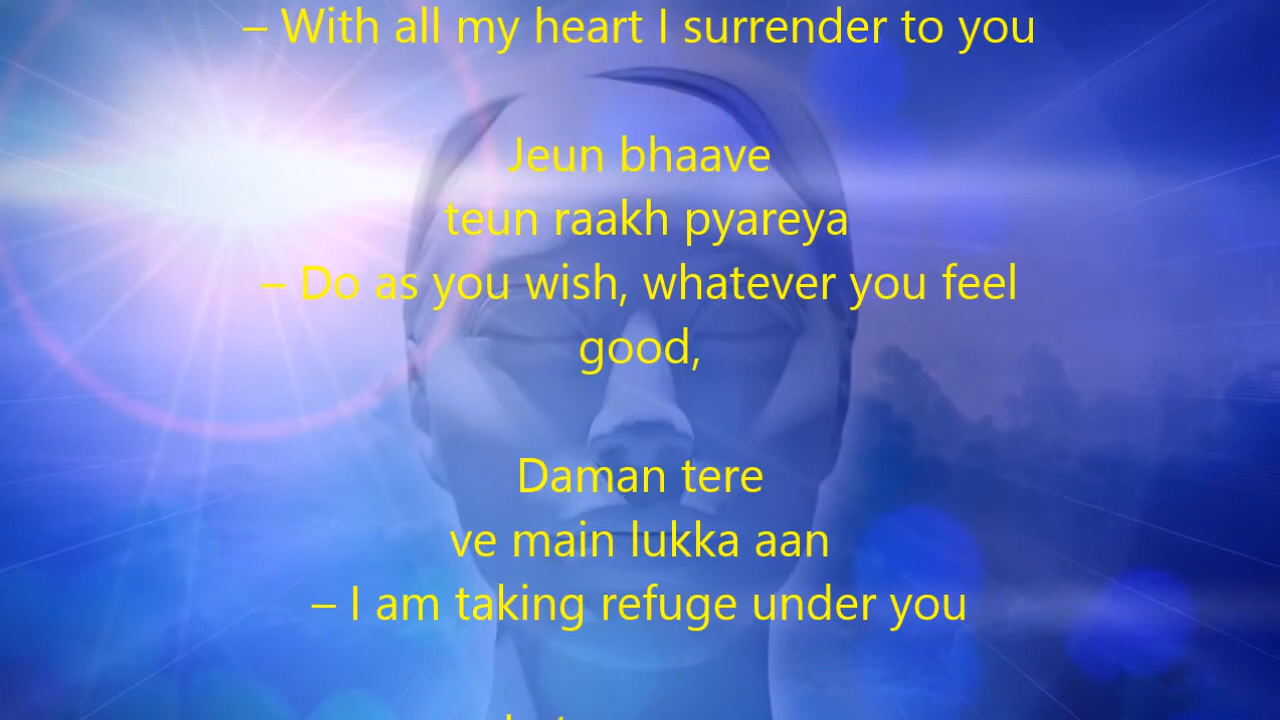 – With all my heart I surrender to you
Jeun bhaave
teun raakh pyareya
– Do as you wish, whatever you feel
good,
Daman tere
ve main lukka aan
– I am taking refuge under you